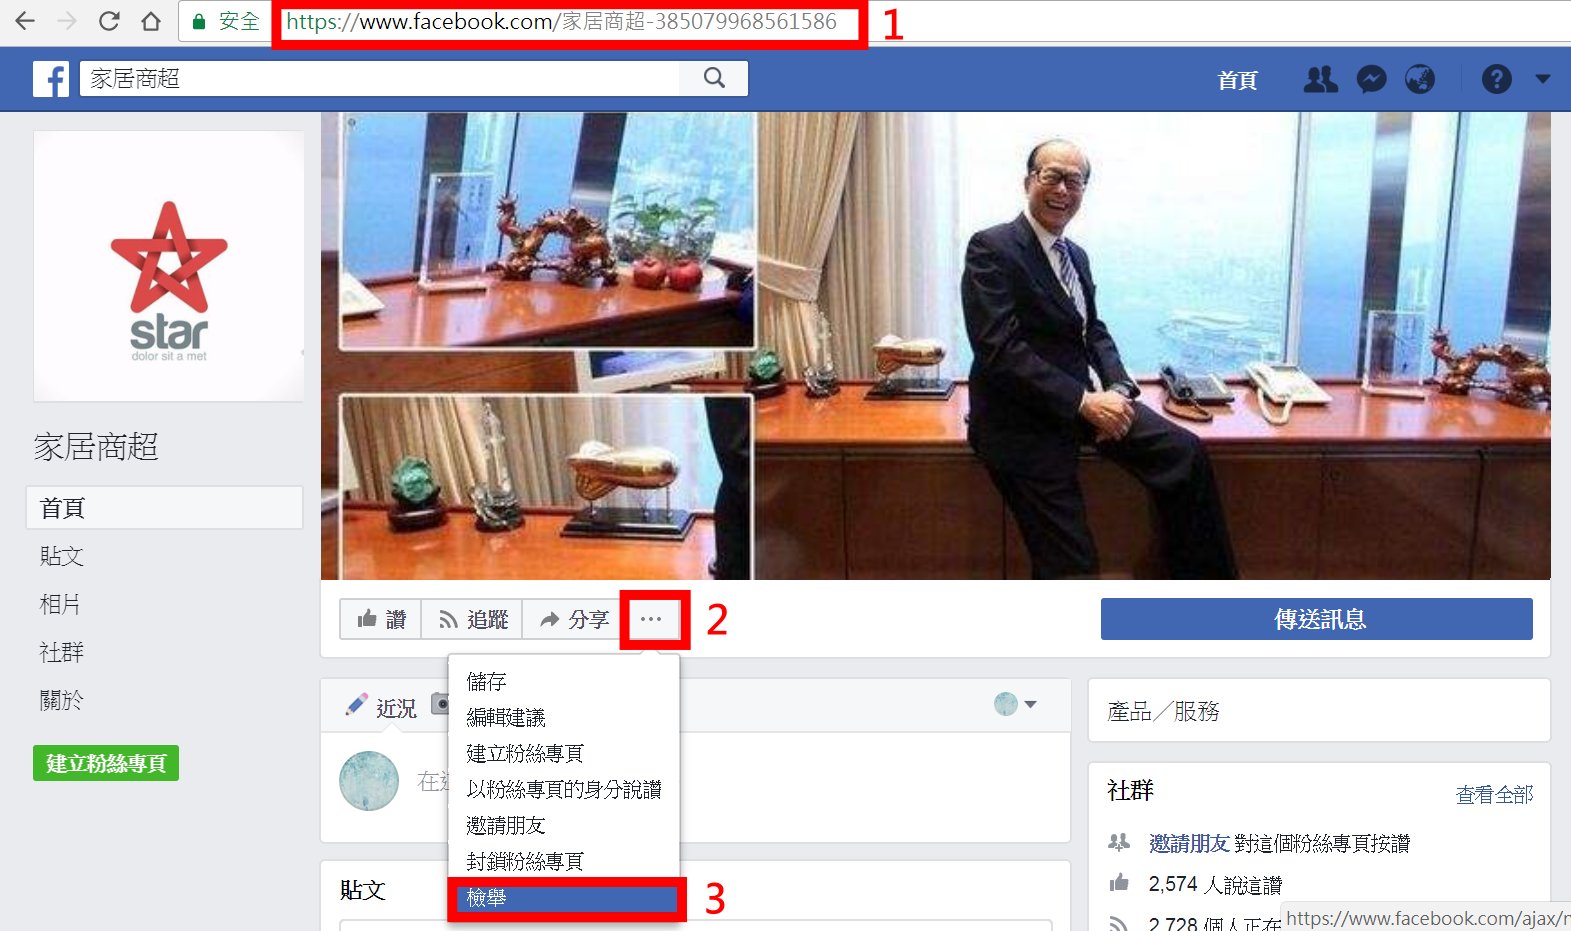 安全 https://www.facebook.com/家居商超-385079968561586 1
家居商超 首頁
star
dolor sit a met
家居商超
首頁
貼文
相片
社群
關於
建立粉絲專頁
讚 追蹤 分享 ... 2 傳送訊息
儲存
編輯建議
建立粉絲專頁
以粉絲專頁的身分說讚
邀請朋友
封鎖粉絲專頁
檢舉 3
近況
在這
貼文
產品／服務
社群 查看全部
邀請朋友 對這個粉絲專頁按讚
2,574 人說這讚
2,728 個人正在
https://www.facebook.com/ajax/n